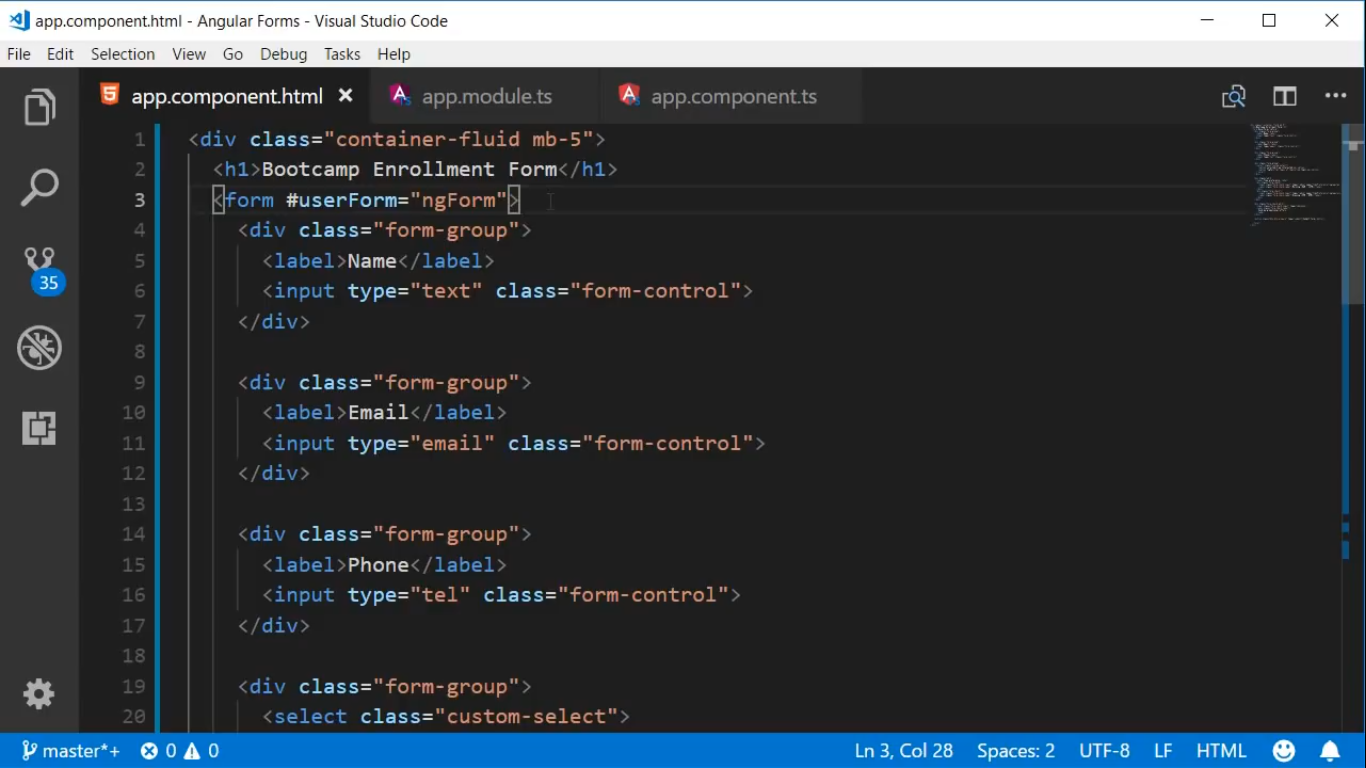 app.component.html - Angular Forms - Visual Studio Code
File Edit Selection View Go Debug Tasks Help
app.component.html app.module.ts app.component.ts
1 <div class="container-fluid mb-5">
2 <h1>Bootcamp Enrollment Form</h1>
3 <form #userForm="ngForm">
4 <div class="form-group">
5 <label>Name</label>
6 <input type="text" class="form-control">
7 </div>
8
9 <div class="form-group">
10 <label>Email</label>
11 <input type="email" class="form-control">
12 </div>
13
14 <div class="form-group">
15 <label>Phone</label>
16 <input type="tel" class="form-control">
17 </div>
18
19 <div class="form-group">
20 <select class="custom-select">
35
master*+ 0 0 Ln 3, Col 28 Spaces: 2 UTF-8 LF HTML